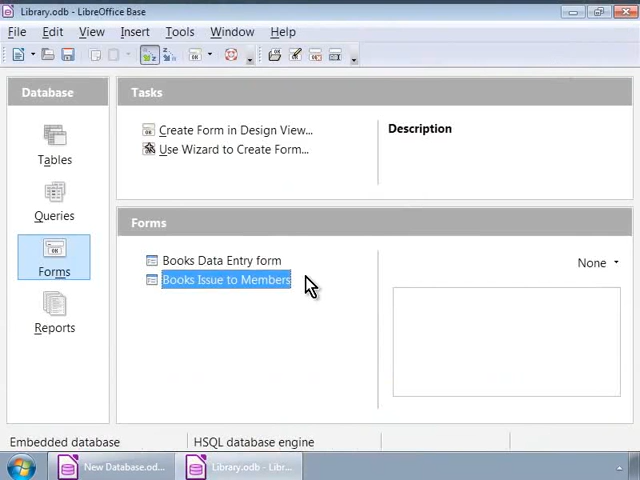 Library.odb - LibreOffice Base
File Edit View Insert Tools Window Help
Database
Tables
Queries
Forms
Reports
Tasks
Create Form in Design View...
Use Wizard to Create Form...
Description
Forms
Books Data Entry form
Books Issue to Members
None
Embedded database
HSQL database engine
New Database.od...
Library.odb - Libre...